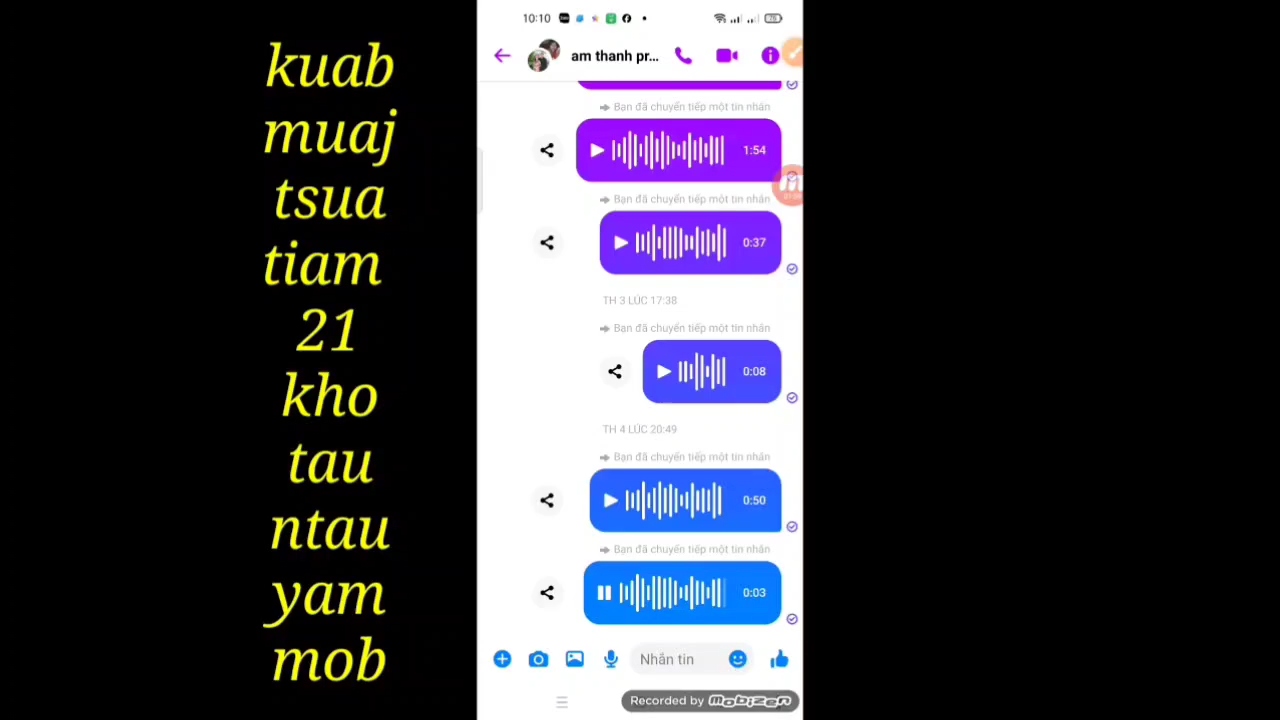 kuab
muaj
tsua
tiam
21
kho
tau
ntau
yam
mob
10:10
76
am thanh pr...
Bạn đã chuyển tiếp một tin nhắn
1:54
Bạn đã chuyển tiếp một tin nhắn
0:37
TH 3 LÚC 17:38
Bạn đã chuyển tiếp một tin nhắn
0:08
TH 4 LÚC 20:49
Bạn đã chuyển tiếp một tin nhắn
0:50
Bạn đã chuyển tiếp một tin nhắn
0:03
Nhắn tin
Recorded by mobizen